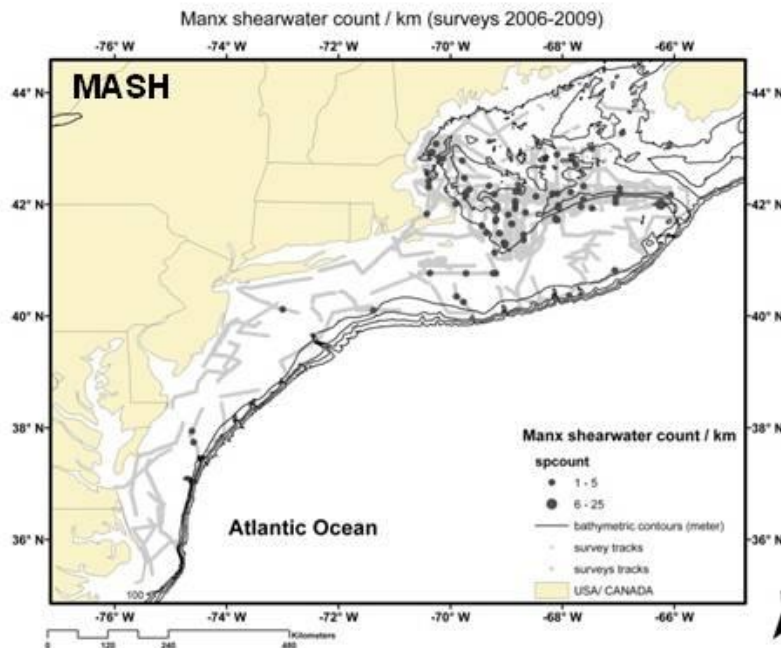 Manx shearwater count / km (surveys 2006-2009)
-76° W -74° W -72° W -70° W -68° W -66° W
MASH
44° N 44° N
42° N 42° N
40° N 40° N
38° N 38° N
36° N 36° N
Manx shearwater count / km
spcount
1 - 5
6 - 25
bathymetric contours (meter)
survey tracks
surveys tracks
USA/ CANADA
Atlantic Ocean
100
-76° W -74° W -72° W -70° W -68° W -66° W
Kilometers
0 120 240 480